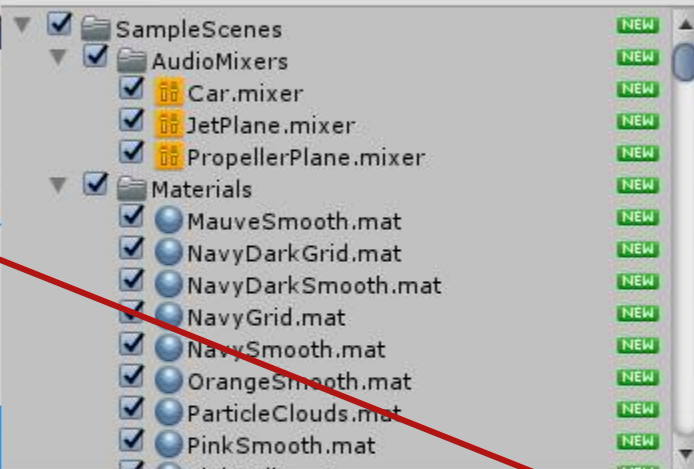 SampleScenes NEW
AudioMixers NEW
Car.mixer NEW
JetPlane.mixer NEW
PropellerPlane.mixer NEW
Materials NEW
MauveSmooth.mat NEW
NavyDarkGrid.mat NEW
NavyDarkSmooth.mat NEW
NavyGrid.mat NEW
NavySmooth.mat NEW
OrangeSmooth.mat NEW
ParticleClouds.mat NEW
PinkSmooth.mat NEW